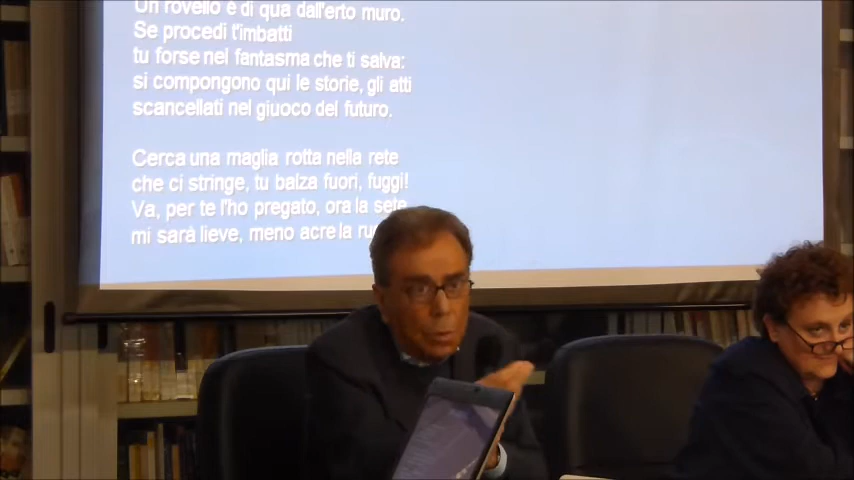 Un rovello è di qua dall'erto muro.
Se procedi t'imbatti
tu forse nel fantasma che ti salva:
si compongono qui le storie, gli atti
scancellati nel giuoco del futuro.
Cerca una maglia rotta nella rete
che ci stringe, tu balza fuori, fuggi!
Va, per te l'ho pregato, ora la sete
mi sarà lieve, meno acre la